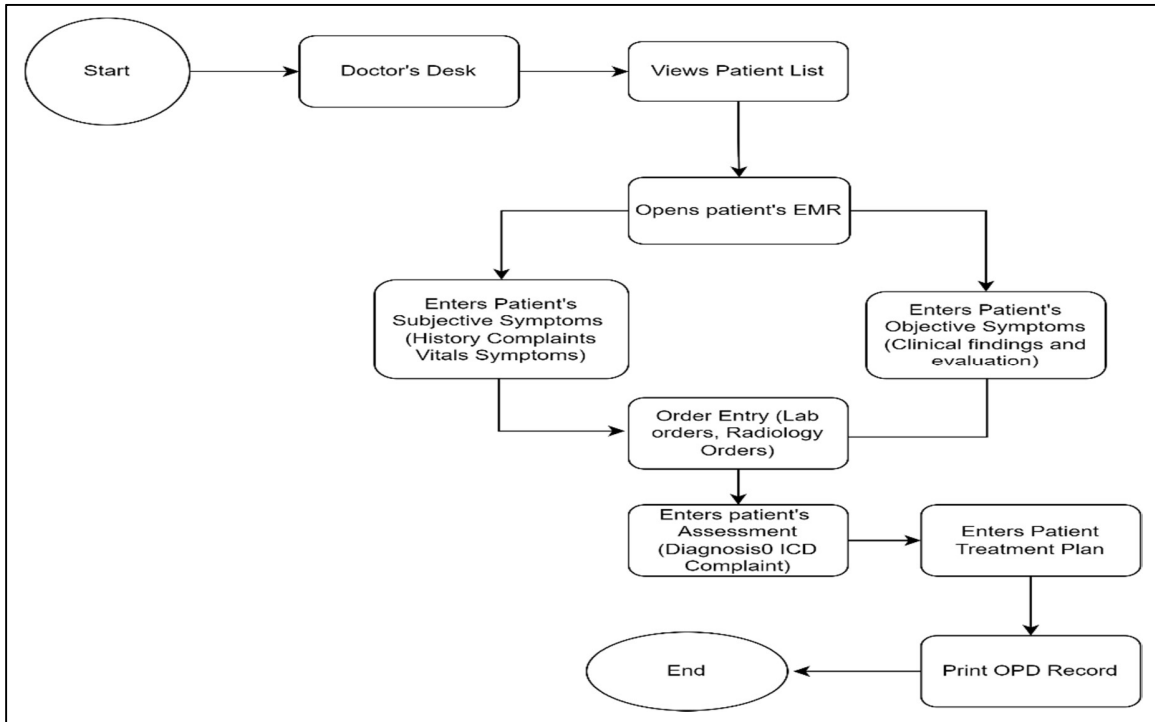 Start
Doctor's Desk
Views Patient List
Opens patient's EMR
Enters Patient's
Subjective Symptoms
(History Complaints
Vitals Symptoms)
Enters Patient's
Objective Symptoms
(Clinical findings and
evaluation)
Order Entry (Lab
orders, Radiology
Orders)
Enters patient's
Assessment
(Diagnosis0 ICD
Complaint)
Enters Patient
Treatment Plan
Print OPD Record
End